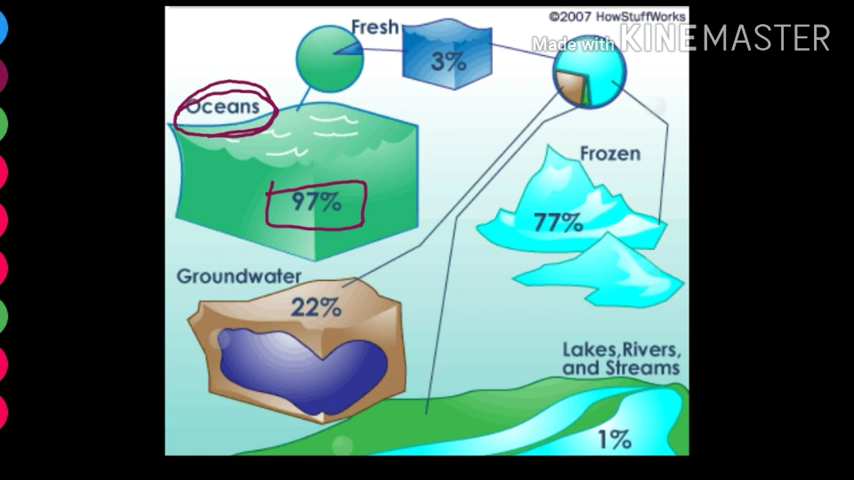 ©2007 HowStuffWorks
Made with KINEMASTER
Fresh
3%
Oceans
97%
Frozen
77%
Groundwater
22%
Lakes,Rivers,
and Streams
1%